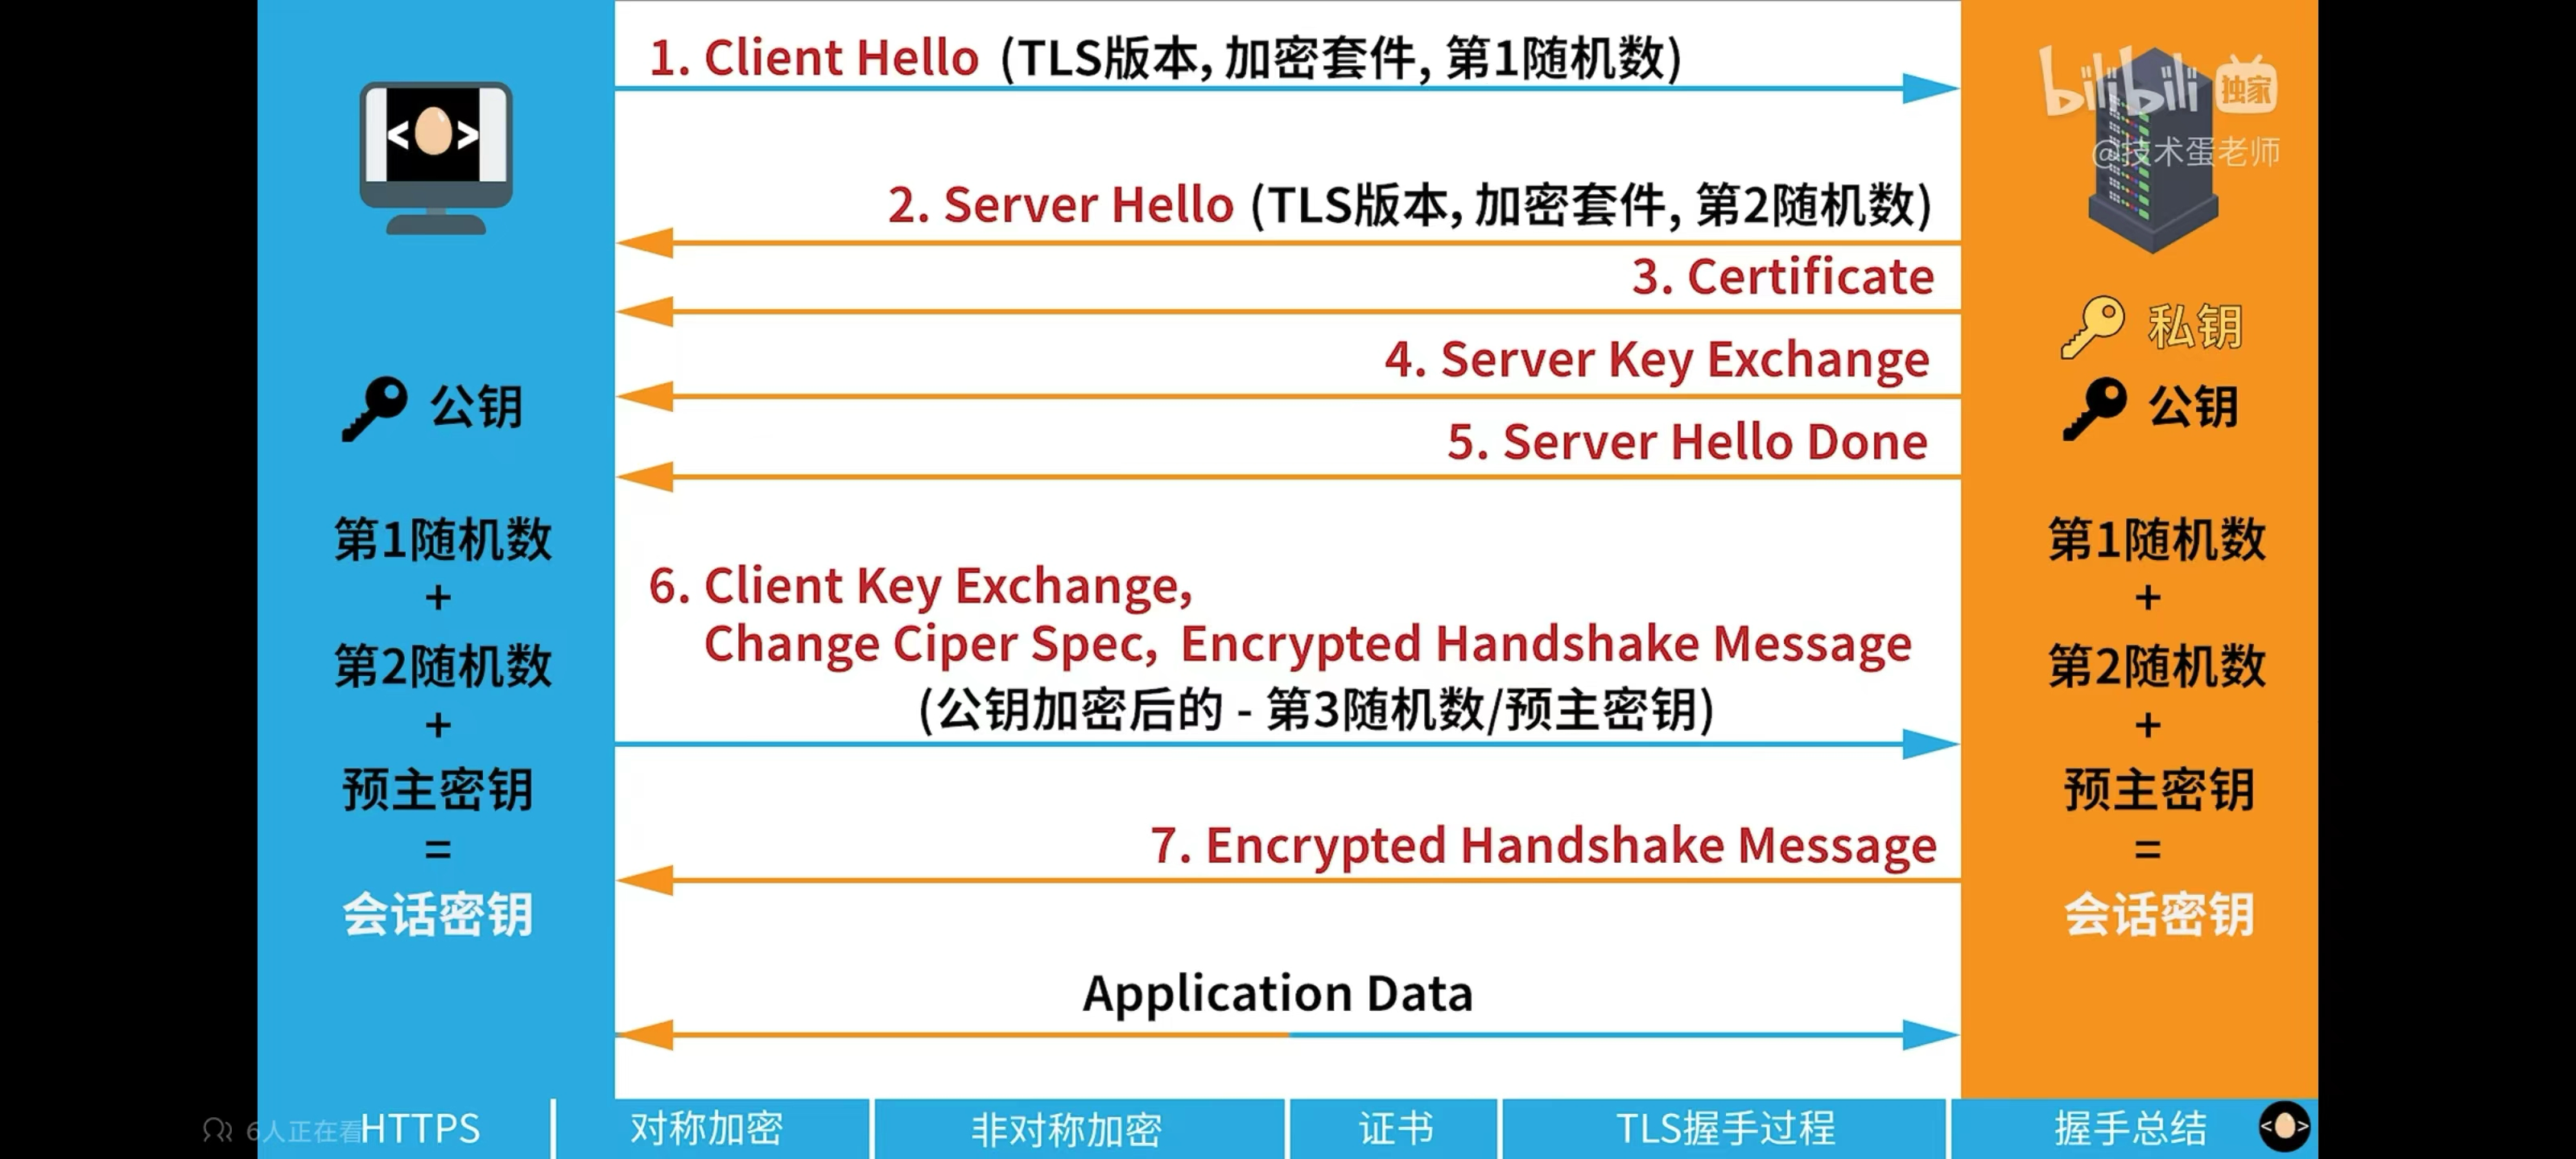 1. Client Hello (TLS版本, 加密套件, 第1随机数)
bilibili 独家
@技术蛋老师
< >
2. Server Hello (TLS版本, 加密套件, 第2随机数)
3. Certificate
私钥
4. Server Key Exchange
公钥
公钥
5. Server Hello Done
第1随机数
+
第2随机数
+
预主密钥
=
会话密钥
6. Client Key Exchange,
Change Ciper Spec, Encrypted Handshake Message
(公钥加密后的 - 第3随机数/预主密钥)
7. Encrypted Handshake Message
Application Data
第1随机数
+
第2随机数
+
预主密钥
=
会话密钥
6人正在看
HTTPS
对称加密
非对称加密
证书
TLS握手过程
握手总结
< >